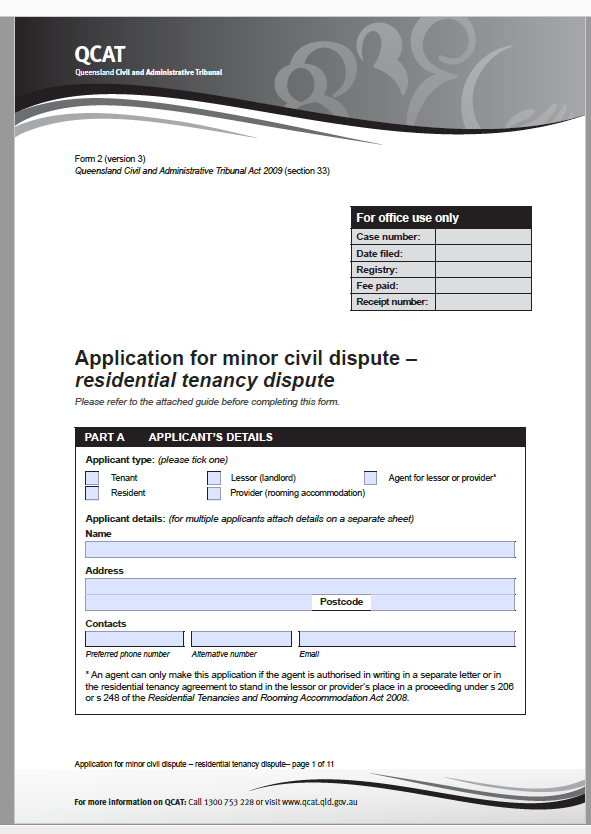 QCAT
Queensland Civil and Administrative Tribunal
Form 2 (version 3)
Queensland Civil and Administrative Tribunal Act 2009 (section 33)
For office use only
Case number:
Date filed:
Registry:
Fee paid:
Receipt number:
Application for minor civil dispute –
residential tenancy dispute
Please refer to the attached guide before completing this form.
PART A APPLICANT'S DETAILS
Applicant type: (please tick one)
Tenant Lessor (landlord) Agent for lessor or provider*
Resident Provider (rooming accommodation)
Applicant details: (for multiple applicants attach details on a separate sheet)
Name
Address
Postcode
Contacts
Preferred phone number Alternative number Email
* An agent can only make this application if the agent is authorised in writing in a separate letter or in
the residential tenancy agreement to stand in the lessor or provider's place in a proceeding under s 206
or s 248 of the Residential Tenancies and Rooming Accommodation Act 2008.
Application for minor civil dispute – residential tenancy dispute– page 1 of 11
For more information on QCAT: Call 1300 753 228 or visit www.qcat.qld.gov.au